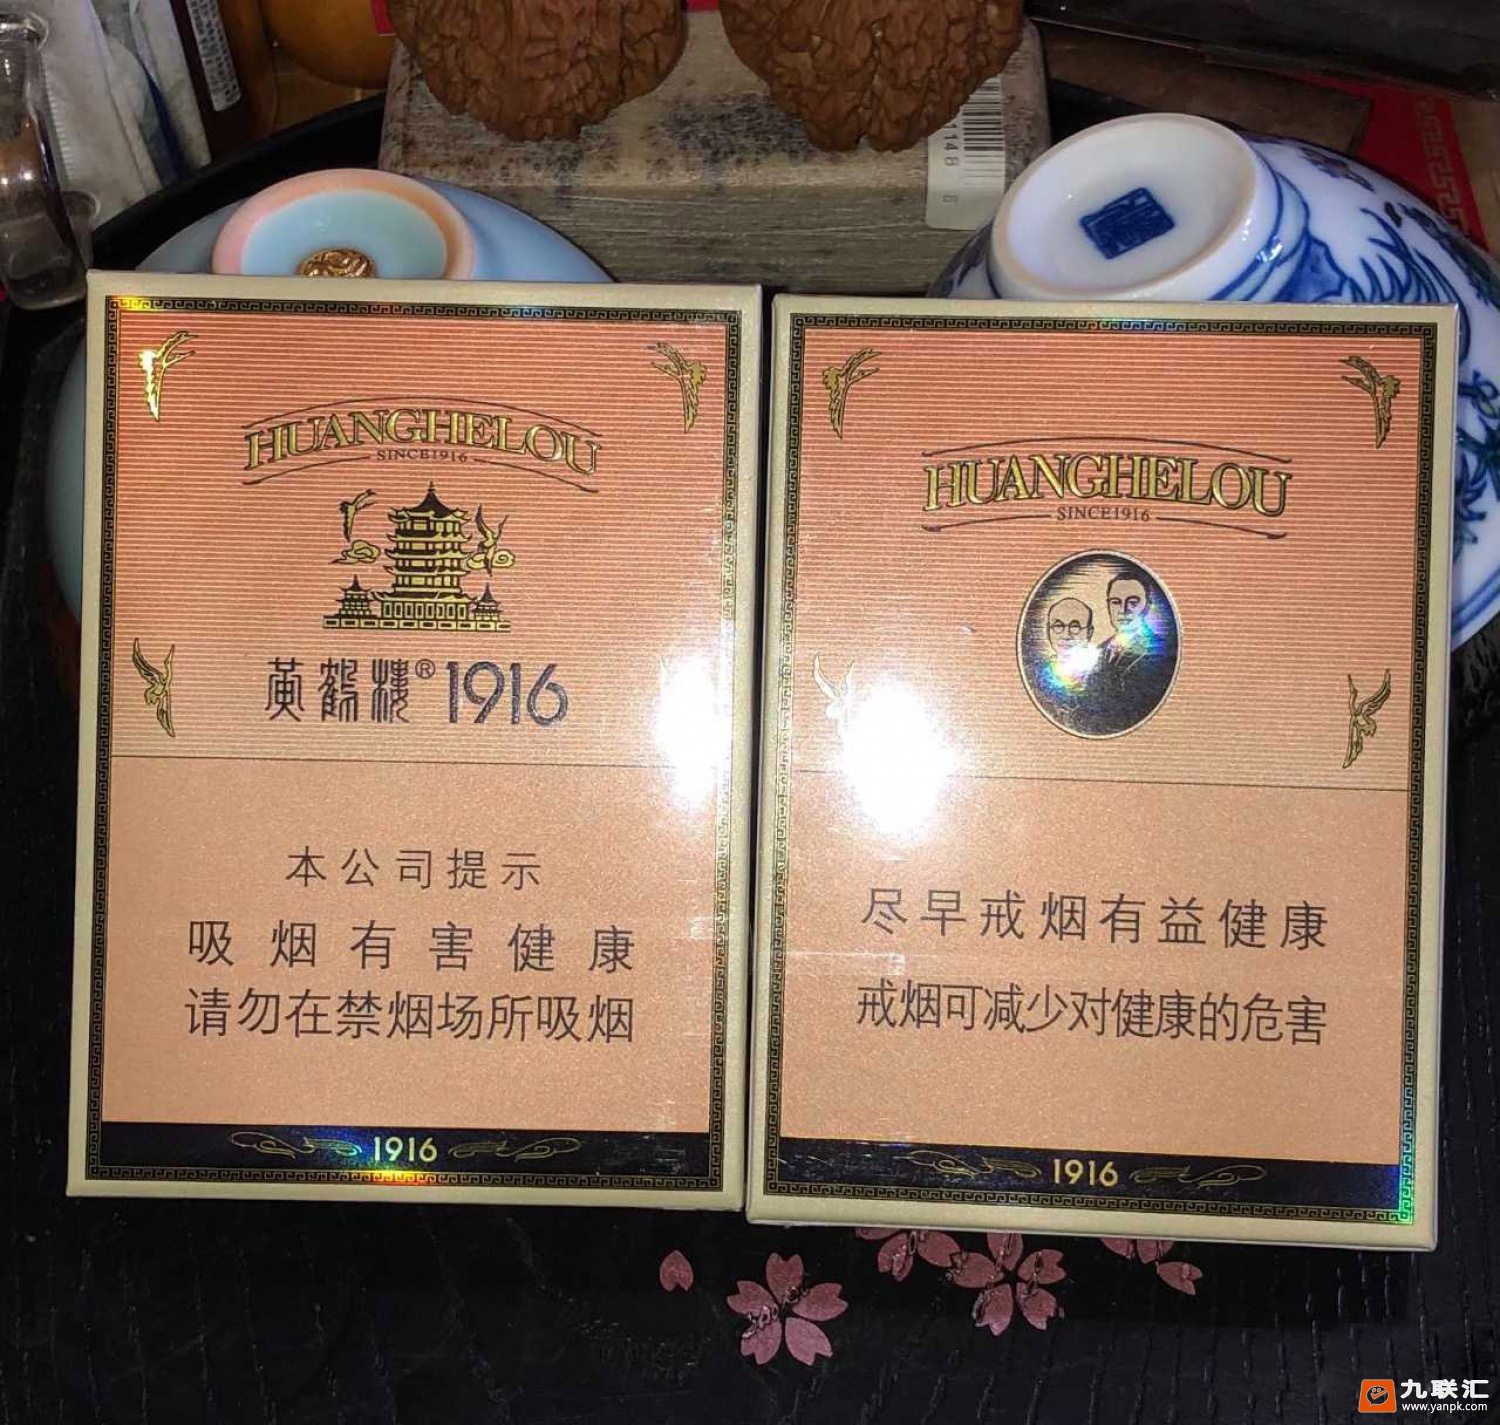 HUANGHELOU
SINCE1916
黄鹤楼®1916
本公司提示
吸烟有害健康
请勿在禁烟场所吸烟
1916
HUANGHELOU
SINCE1916
尽早戒烟有益健康
戒烟可减少对健康的危害
1916
九联汇
www.yanpk.com